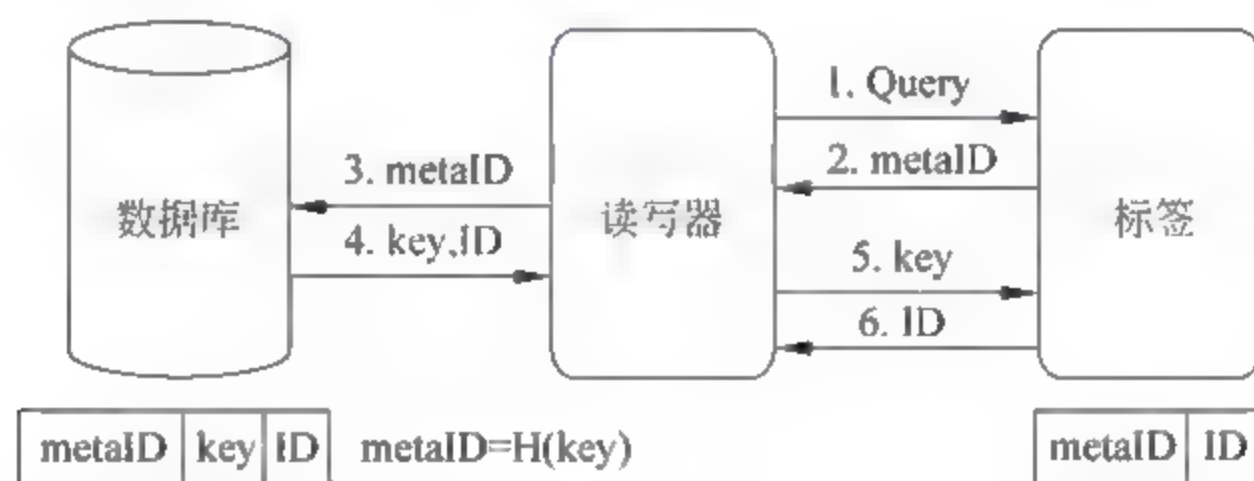 1. Query
3. metaID
2. metaID
数据库
读写器
标签
4. key,ID
5. key
6. ID
metaID key ID
metaID=H(key)
metaID ID